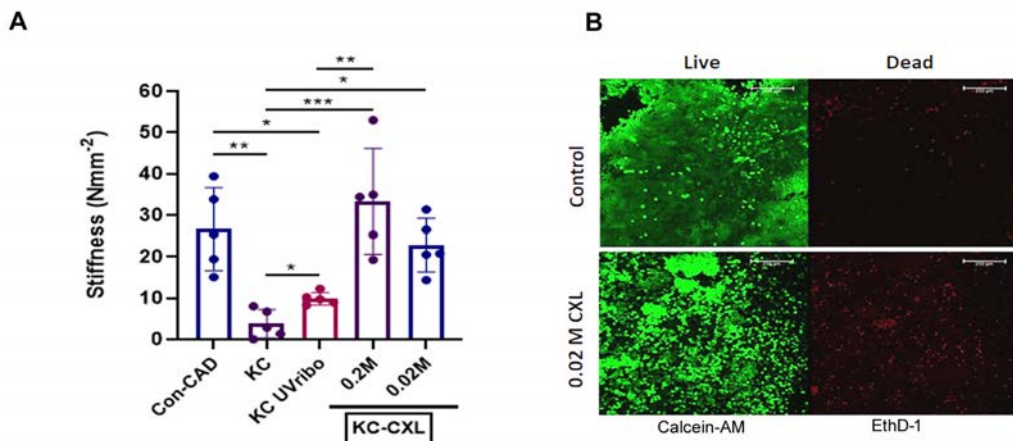 A
Stiffness (Nmm-2)
60
50
40
30
20
10
0
**
*
***
*
**
*
Con-CAD
KC
KC UVribo
0.2M
0.02M
KC-CXL
B
Live
Dead
Control
0.02 M CXL
Calcein-AM
EthD-1